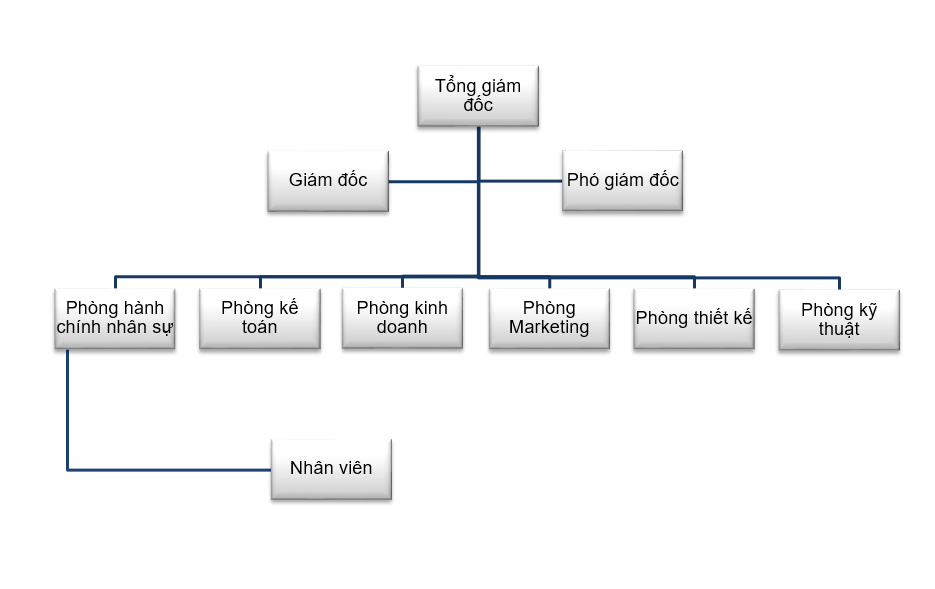 Tổng giám
đốc
Giám đốc
Phó giám đốc
Phòng hành
chính nhân sự
Phòng kế
toán
Phòng kinh
doanh
Phòng
Marketing
Phòng thiết kế
Phòng kỹ
thuật
Nhân viên